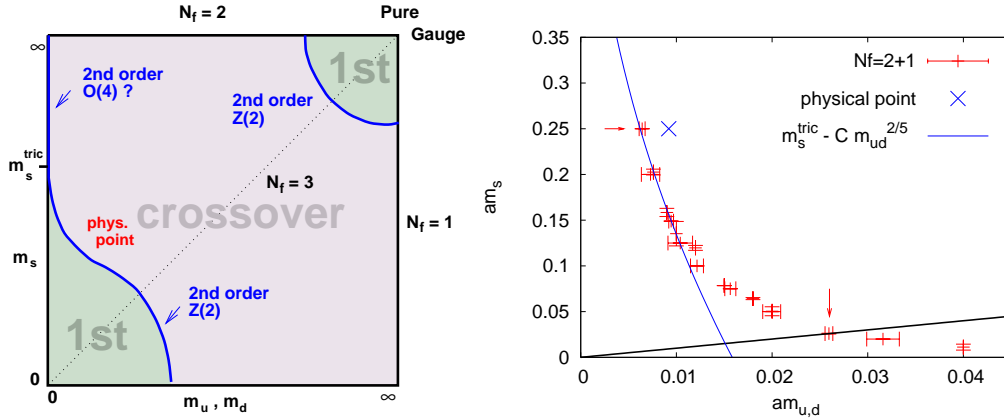 N_f = 2
Pure
Gauge
∞
1st
2nd order
O(4) ?
2nd order
Z(2)
m_s^tric
N_f = 3
crossover
phys.
point
N_f = 1
m_s
2nd order
Z(2)
1st
0
0
m_u , m_d
∞
0.35
0.3
0.25
0.2
0.15
0.1
0.05
0
am_s
Nf=2+1
physical point
m_s^tric - C m_ud^2/5
0
0.01
0.02
0.03
0.04
am_u,d